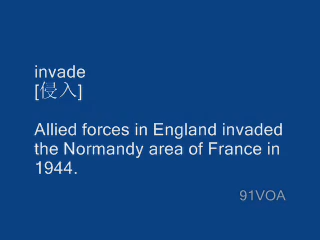 invade
[侵入]
Allied forces in England invaded
the Normandy area of France in
1944.
91VOA